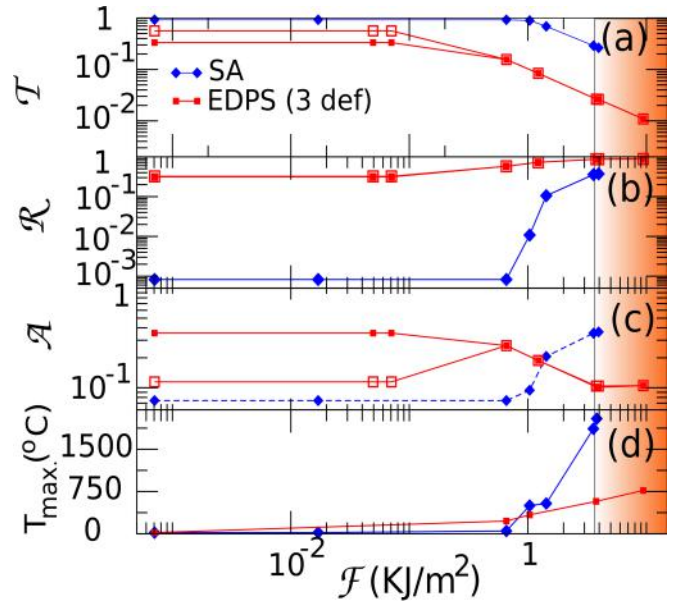 1
10⁻¹
10⁻²
𝒯
(a)
SA
EDPS (3 def)
1
10⁻¹
10⁻²
10⁻³
ℛ
(b)
1
10⁻¹
𝒜
(c)
1500
750
0
T_max.(ºC)
(d)
10⁻²
1
ℱ (KJ/m²)